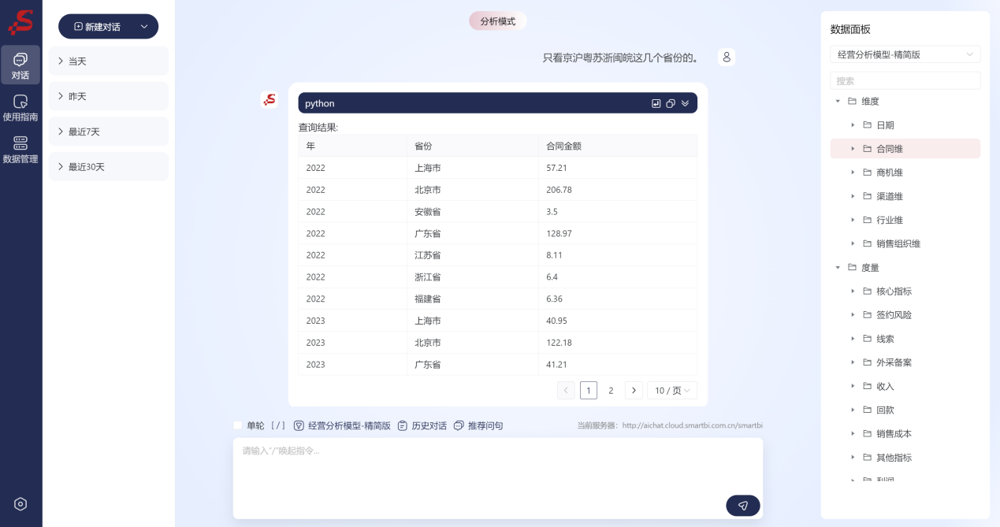 对话
使用指南
数据管理
新建对话
当天
昨天
最近7天
最近30天
分析模式
只看京沪粤苏浙闽皖这几个省份的。
python
查询结果:
年 省份 合同金额
2022 上海市 57.21
2022 北京市 206.78
2022 安徽省 3.5
2022 广东省 128.97
2022 江苏省 8.11
2022 浙江省 6.4
2022 福建省 6.36
2023 上海市 40.95
2023 北京市 122.18
2023 广东省 41.21
1 2 10 / 页
单轮 [ / ] 经营分析模型-精简版 历史对话 推荐问句
当前服务器: http://aichat.cloud.smartbi.com.cn/smartbi
请输入“/”唤起指令...
数据面板
经营分析模型-精简版
搜索
维度
日期
合同维
商机维
渠道维
行业维
销售组织维
度量
核心指标
签约风险
线索
外采备案
收入
回款
销售成本
其他指标
利润